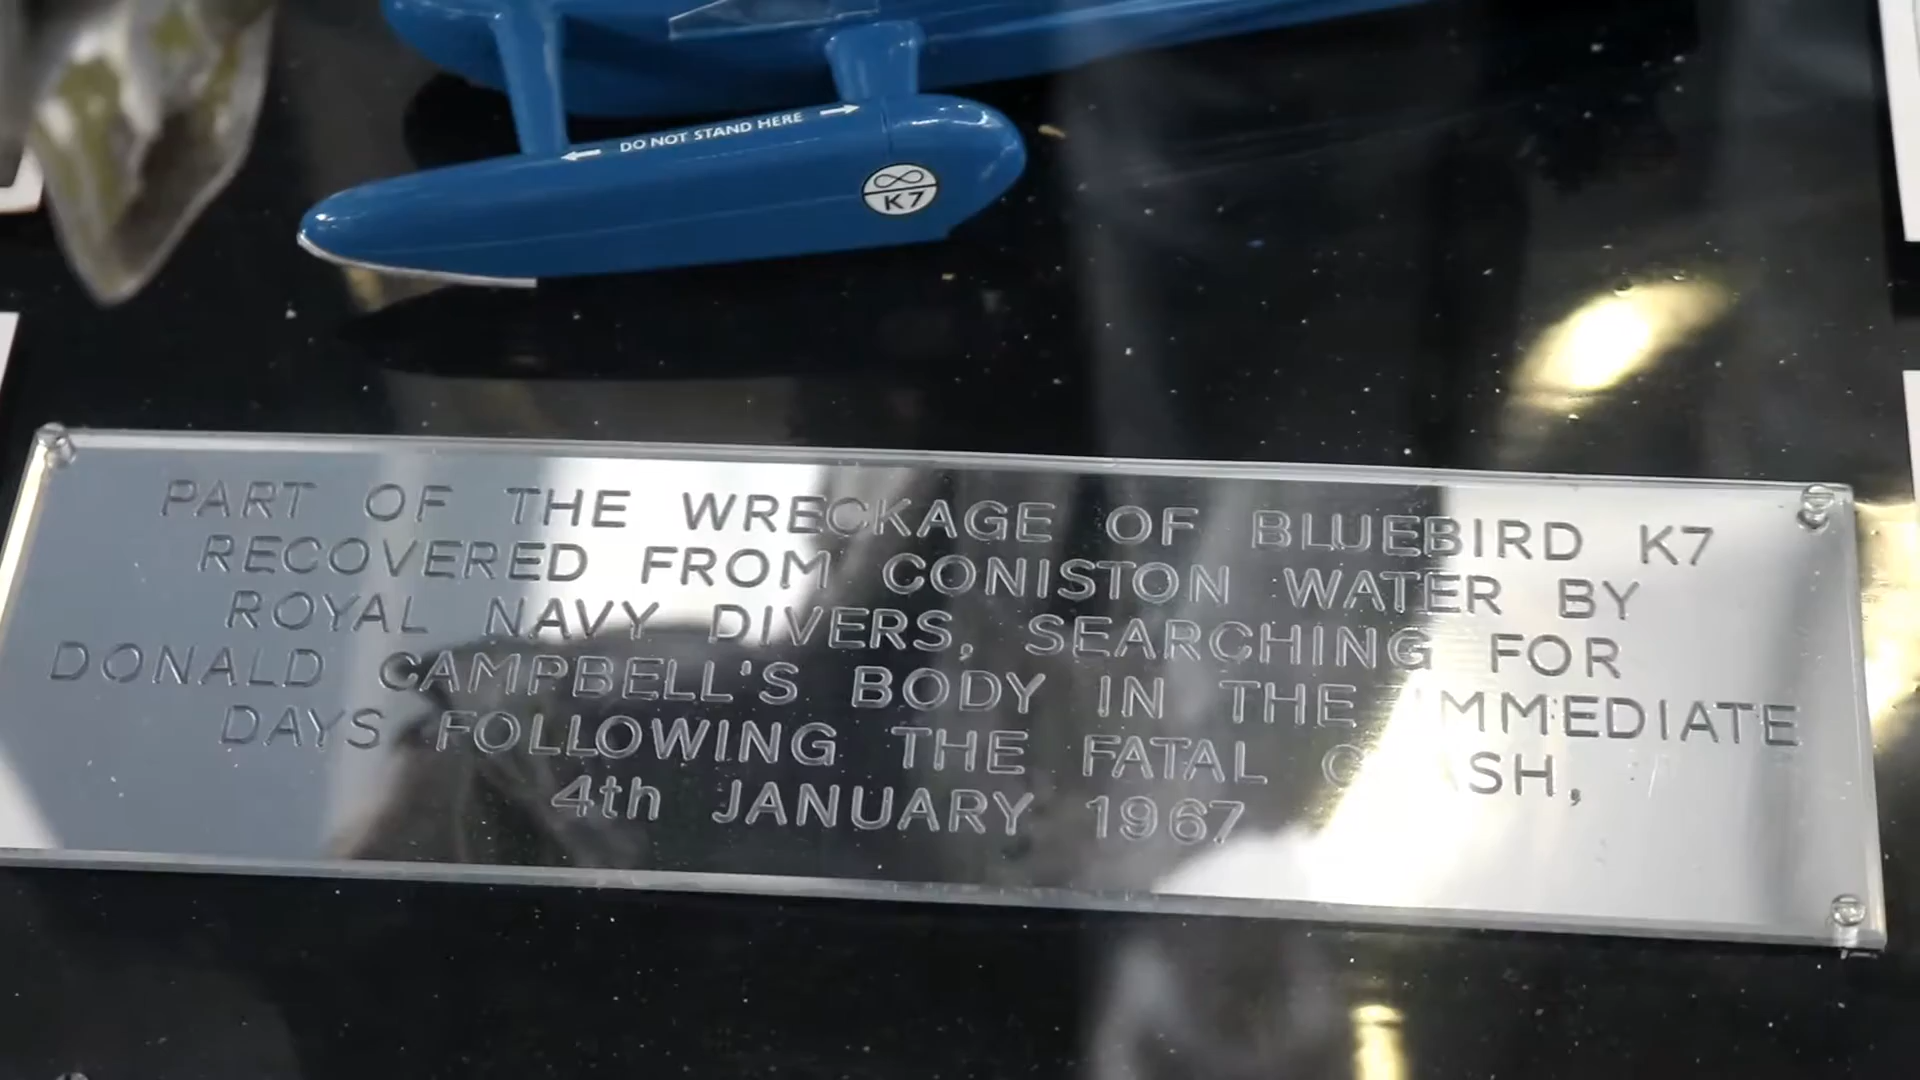 DO NOT STAND HERE
K7
PART OF THE WRECKAGE OF BLUEBIRD K7
RECOVERED FROM CONISTON WATER BY
ROYAL NAVY DIVERS, SEARCHING FOR
DONALD CAMPBELL'S BODY IN THE IMMEDIATE
DAYS FOLLOWING THE FATAL CRASH,
4th JANUARY 1967